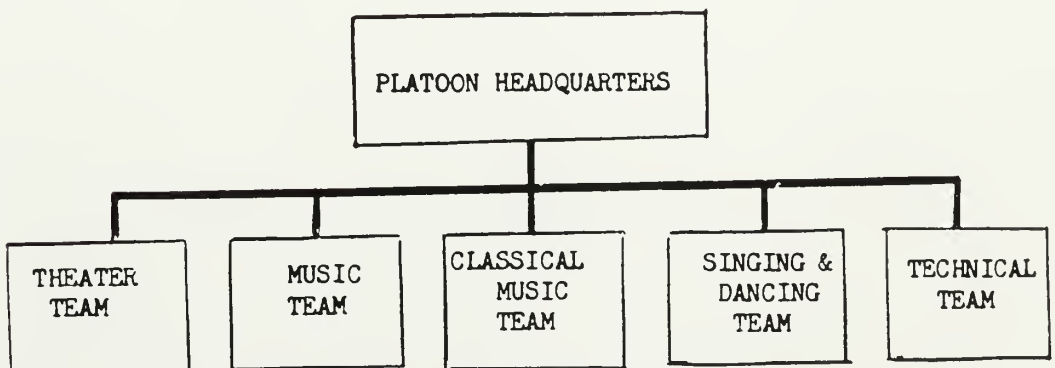 PLATOON HEADQUARTERS
THEATER
TEAM
MUSIC
TEAM
CLASSICAL
MUSIC
TEAM
SINGING &
DANCING
TEAM
TECHNICAL
TEAM